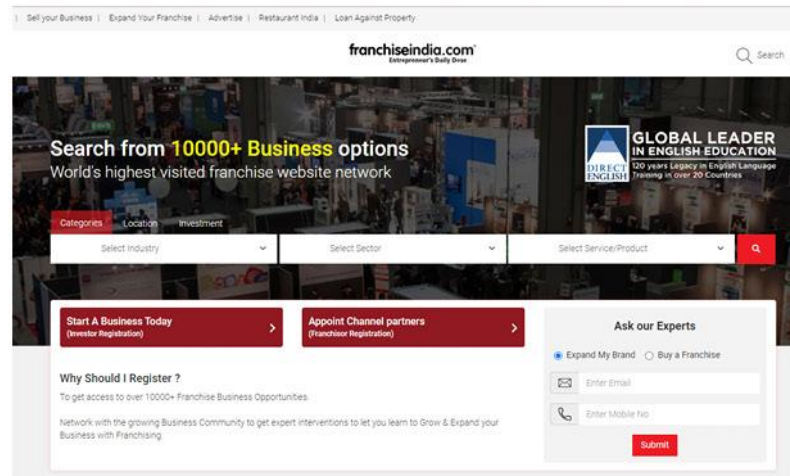 | Sell your Business | Expand Your Franchise | Advertise | Restaurant India | Loan Against Property
franchiseindia.com
Entrepreneur's Daily Dose
Search
Search from 10000+ Business options
World's highest visited franchise website network
DIRECT ENGLISH
GLOBAL LEADER
IN ENGLISH EDUCATION
120 years Legacy in English Language
Training in over 20 Countries
Categories Location Investment
Select Industry Select Sector Select Service/Product
Start A Business Today
(Investor Registration)
Appoint Channel partners
(Franchisor Registration)
Why Should I Register ?
To get access to over 10000+ Franchise Business Opportunities.
Network with the growing Business Community to get expert interventions to let you learn to Grow & Expand your
Business with Franchising.
Ask our Experts
Expand My Brand Buy a Franchise
Enter Email
Enter Mobile No
Submit